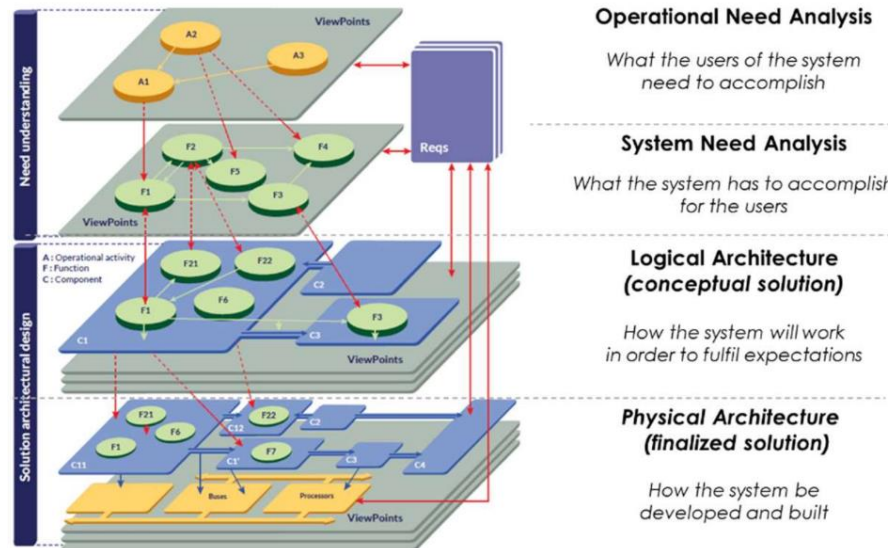 Need understanding
ViewPoints
A2
A3
A1
Reqs
F2
F4
F5
F1
F3
ViewPoints
Operational Need Analysis
What the users of the system
need to accomplish
System Need Analysis
What the system has to accomplish
for the users
Solution architectural design
A : Operational activity
F : Function
C : Component
F21
F22
C2
F6
F1
F3
C1
C3
ViewPoints
Logical Architecture
(conceptual solution)
How the system will work
in order to fulfil expectations
F21
F22
C2
F6
C12
F1
F7
C11
C1'
C3
C4
Buses
Processors
ViewPoints
Physical Architecture
(finalized solution)
How the system be
developed and built